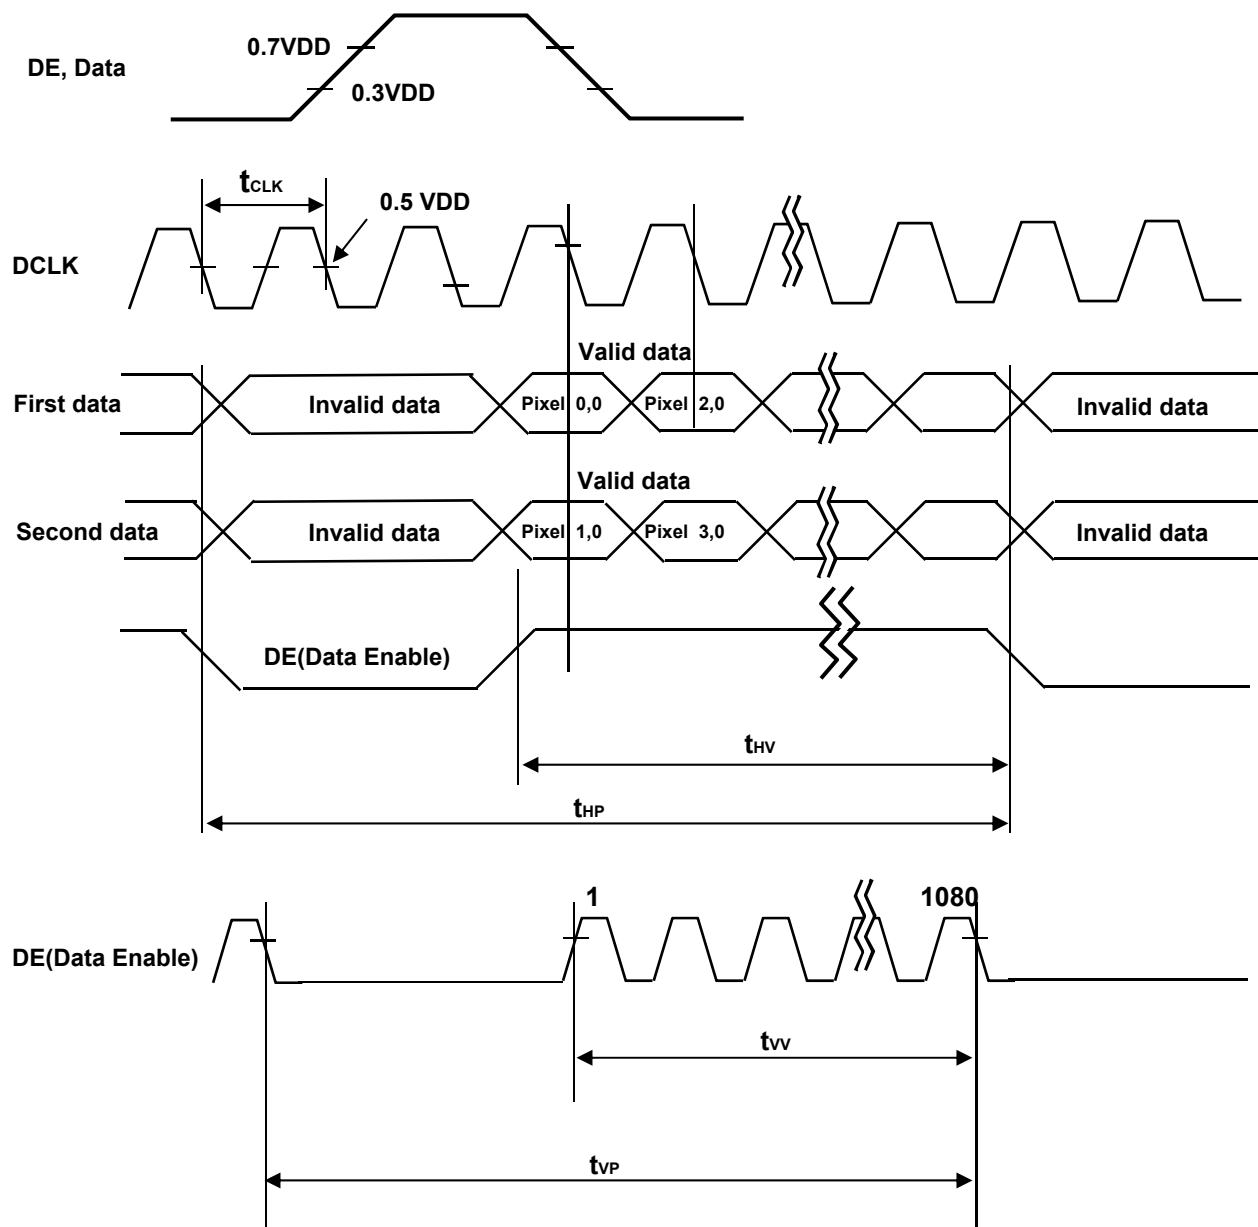 0.7VDD
DE, Data
0.3VDD
tCLK
0.5 VDD
DCLK
Valid data
First data
Invalid data
Pixel 0,0
Pixel 2,0
Invalid data
Valid data
Second data
Invalid data
Pixel 1,0
Pixel 3,0
Invalid data
DE(Data Enable)
tHV
tHP
1
1080
DE(Data Enable)
tVV
tVP